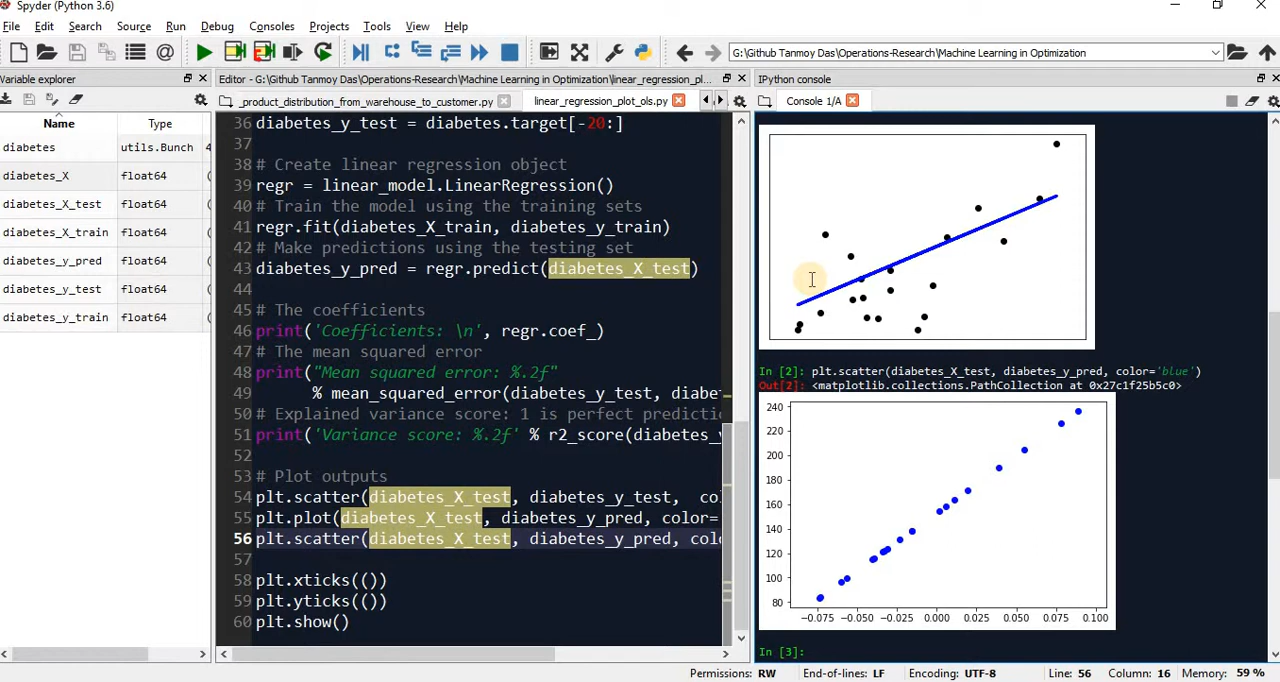 Spyder (Python 3.6)
File Edit Search Source Run Debug Consoles Projects Tools View Help
G:\Github Tanmoy Das\Operations-Research\Machine Learning in Optimization
Variable explorer
Name Type
diabetes utils.Bunch 4
diabetes_X float64 (
diabetes_X_test float64 (
diabetes_X_train float64 (
diabetes_y_pred float64 (
diabetes_y_test float64 (
diabetes_y_train float64 (
Editor - G:\Github Tanmoy Das\Operations-Research\Machine Learning in Optimization\linear_regression_pl...
_product_distribution_from_warehouse_to_customer.py linear_regression_plot_ols.py
36 diabetes_y_test = diabetes.target[-20:]
37
38 # Create linear regression object
39 regr = linear_model.LinearRegression()
40 # Train the model using the training sets
41 regr.fit(diabetes_X_train, diabetes_y_train)
42 # Make predictions using the testing set
43 diabetes_y_pred = regr.predict(diabetes_X_test)
44
45 # The coefficients
46 print('Coefficients: \n', regr.coef_)
47 # The mean squared error
48 print("Mean squared error: %.2f"
49 % mean_squared_error(diabetes_y_test, diabe
50 # Explained variance score: 1 is perfect predictio
51 print('Variance score: %.2f' % r2_score(diabetes_y
52
53 # Plot outputs
54 plt.scatter(diabetes_X_test, diabetes_y_test, co
55 plt.plot(diabetes_X_test, diabetes_y_pred, color=
56 plt.scatter(diabetes_X_test, diabetes_y_pred, colo
57
58 plt.xticks(())
59 plt.yticks(())
60 plt.show()
IPython console
Console 1/A
In [2]: plt.scatter(diabetes_X_test, diabetes_y_pred, color='blue')
Out[2]: <matplotlib.collections.PathCollection at 0x27c1f25b5c0>
240
220
200
180
160
140
120
100
80
−0.075 −0.050 −0.025 0.000 0.025 0.050 0.075 0.100
In [3]:
Permissions: RW End-of-lines: LF Encoding: UTF-8 Line: 56 Column: 16 Memory: 59 %